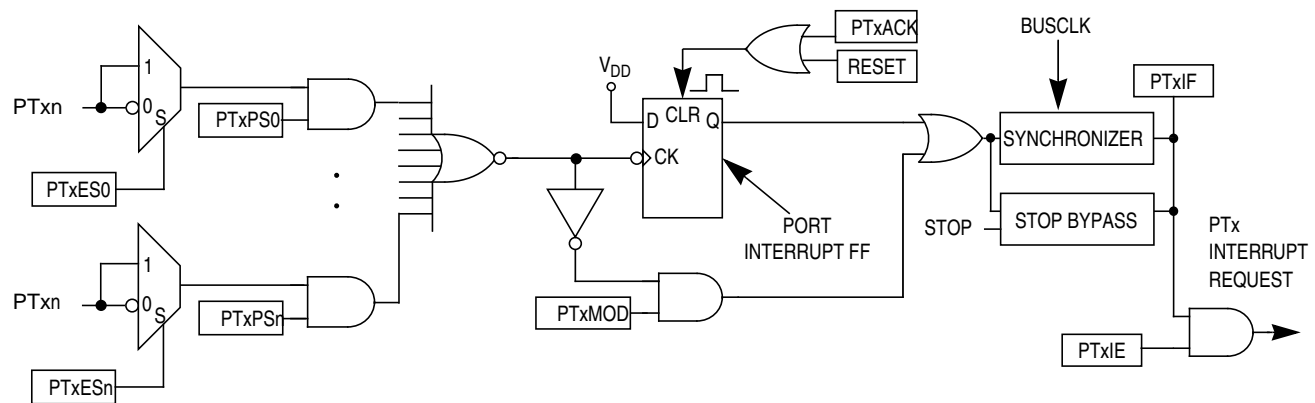 PTxn
1
0
S
PTxPS0
PTxES0
PTxn
1
0
S
PTxPSn
PTxESn
VDD
D
CLR
Q
CK
PTxACK
RESET
PORT
INTERRUPT FF
PTxMOD
BUSCLK
SYNCHRONIZER
STOP
STOP BYPASS
PTxIF
PTx
INTERRUPT
REQUEST
PTxIE